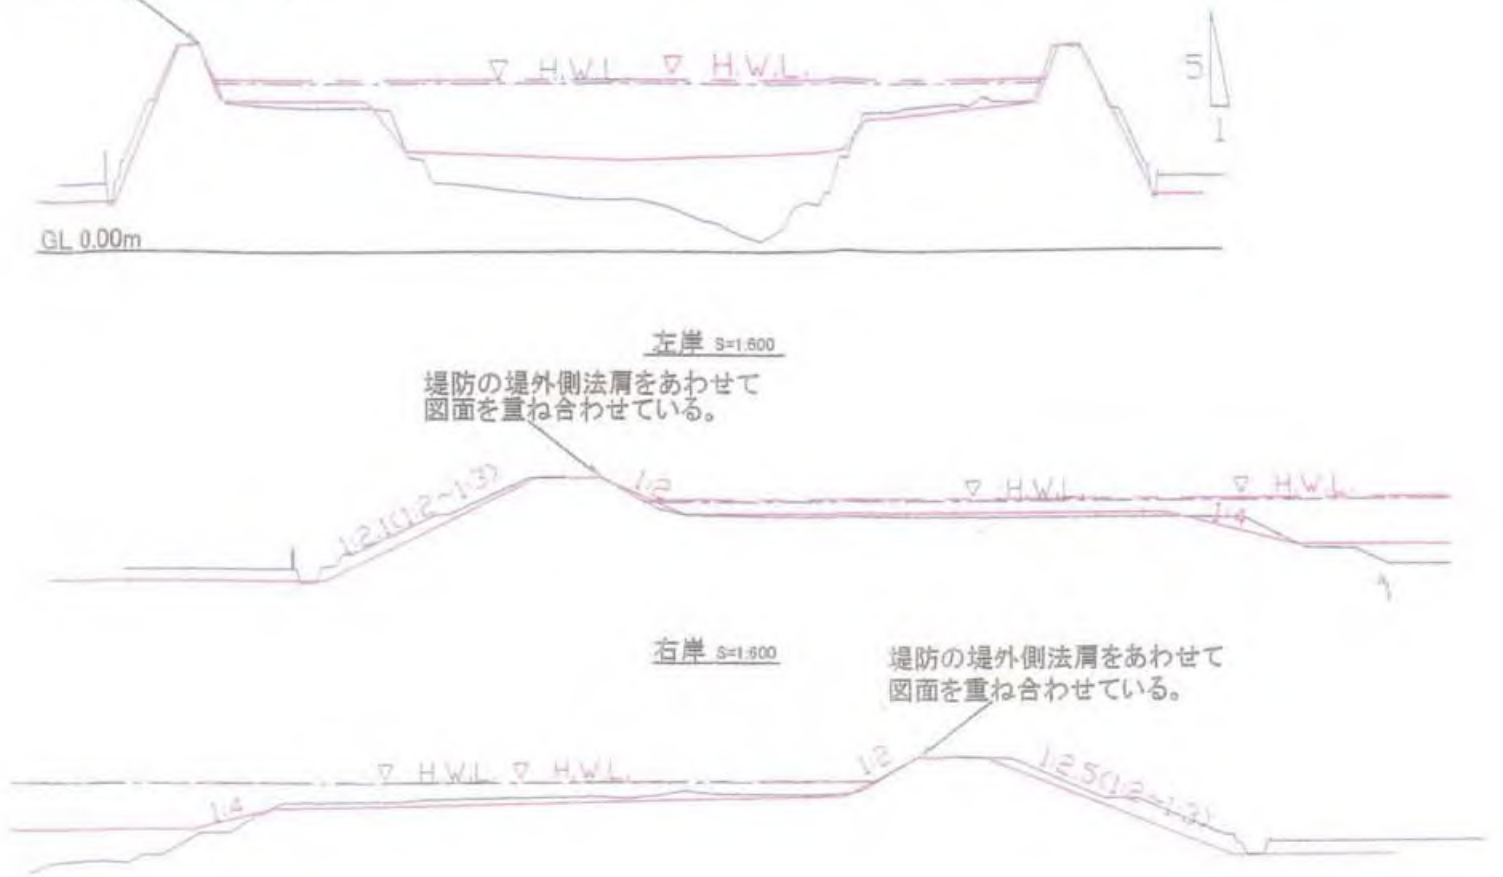 ▽ H.W.L. ▽ H.W.L.
5
1
GL 0.00m
左岸 S=1:600
堤防の堤外側法肩をあわせて
図面を重ね合わせている。
1:2.1(1:2~1:3)
1:2
▽ H.W.L. ▽ H.W.L.
1:4
右岸 S=1:600
堤防の堤外側法肩をあわせて
図面を重ね合わせている。
▽ H.W.L. ▽ H.W.L.
1:4
1:2
1:2.5(1:2~1:3)